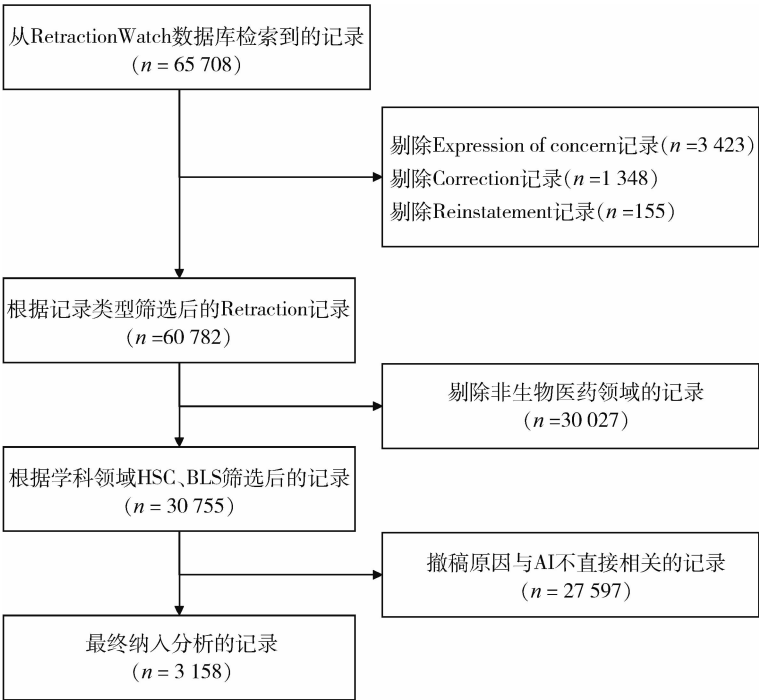 从RetractionWatch数据库检索到的记录
(n = 65 708)
剔除Expression of concern记录(n =3 423)
剔除Correction记录(n =1 348)
剔除Reinstatement记录(n =155)
根据记录类型筛选后的Retraction记录
(n =60 782)
剔除非生物医药领域的记录
(n =30 027)
根据学科领域HSC、BLS筛选后的记录
(n = 30 755)
撤稿原因与AI不直接相关的记录
(n = 27 597)
最终纳入分析的记录
(n = 3 158)